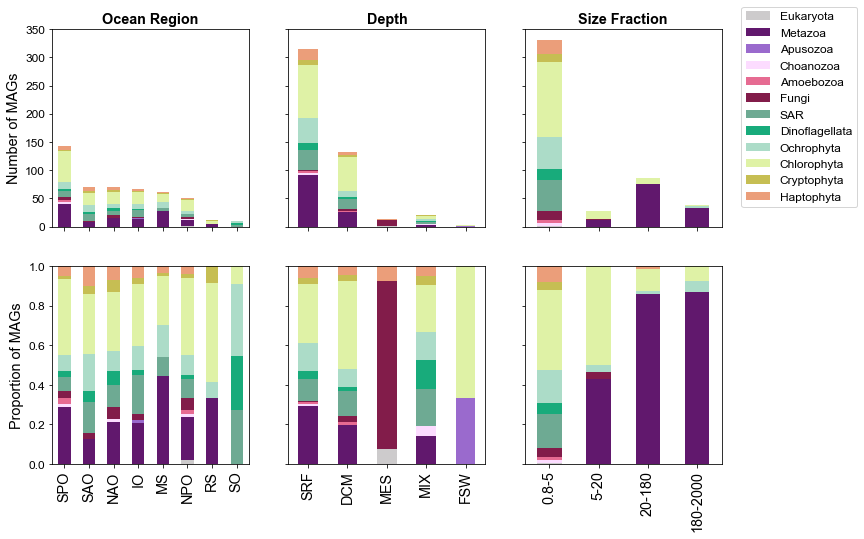 Ocean Region
Depth
Size Fraction
Number of MAGs
350
300
250
200
150
100
50
0
Eukaryota
Metazoa
Apusozoa
Choanozoa
Amoebozoa
Fungi
SAR
Dinoflagellata
Ochrophyta
Chlorophyta
Cryptophyta
Haptophyta
Proportion of MAGs
1.0
0.8
0.6
0.4
0.2
0.0
SPO
SAO
NAO
IO
MS
NPO
RS
SO
SRF
DCM
MES
MIX
FSW
0.8-5
5-20
20-180
180-2000